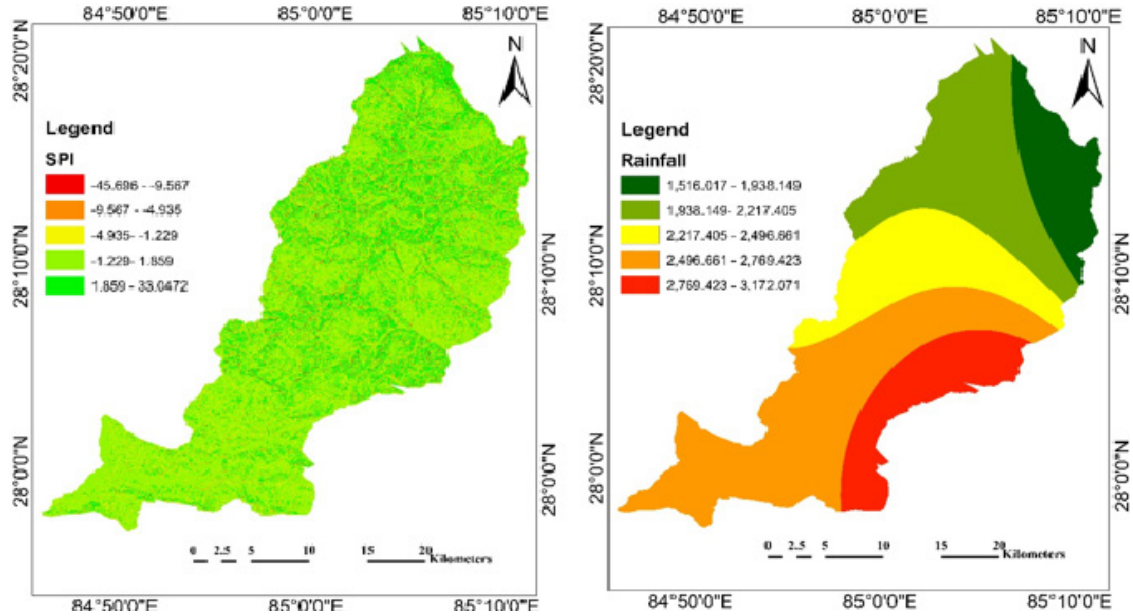 84°50'0"E 85°0'0"E 85°10'0"E
28°20'0"N
N
Legend
SPI
-45.696 - -9.567
-9.567 - -4.935
-4.935- -1.229
-1.229- 1.859
1.859 - 33.0472
28°10'0"N
28°10'0"N
28°0'0"N
28°0'0"N
0 2.5 5 10 15 20
Kilometers
84°50'0"E 85°0'0"E 85°10'0"E
84°50'0"E 85°0'0"E 85°10'0"E
28°20'0"N
N
Legend
Rainfall
1,516.017 - 1,938.149
1,938.149- 2,217.405
2,217.405 - 2,496.661
2,496.661 - 2,769.423
2,769.423 - 3,172.071
28°10'0"N
28°10'0"N
28°0'0"N
28°0'0"N
0 2.5 5 10 15 20
Kilometers
84°50'0"E 85°0'0"E 85°10'0"E